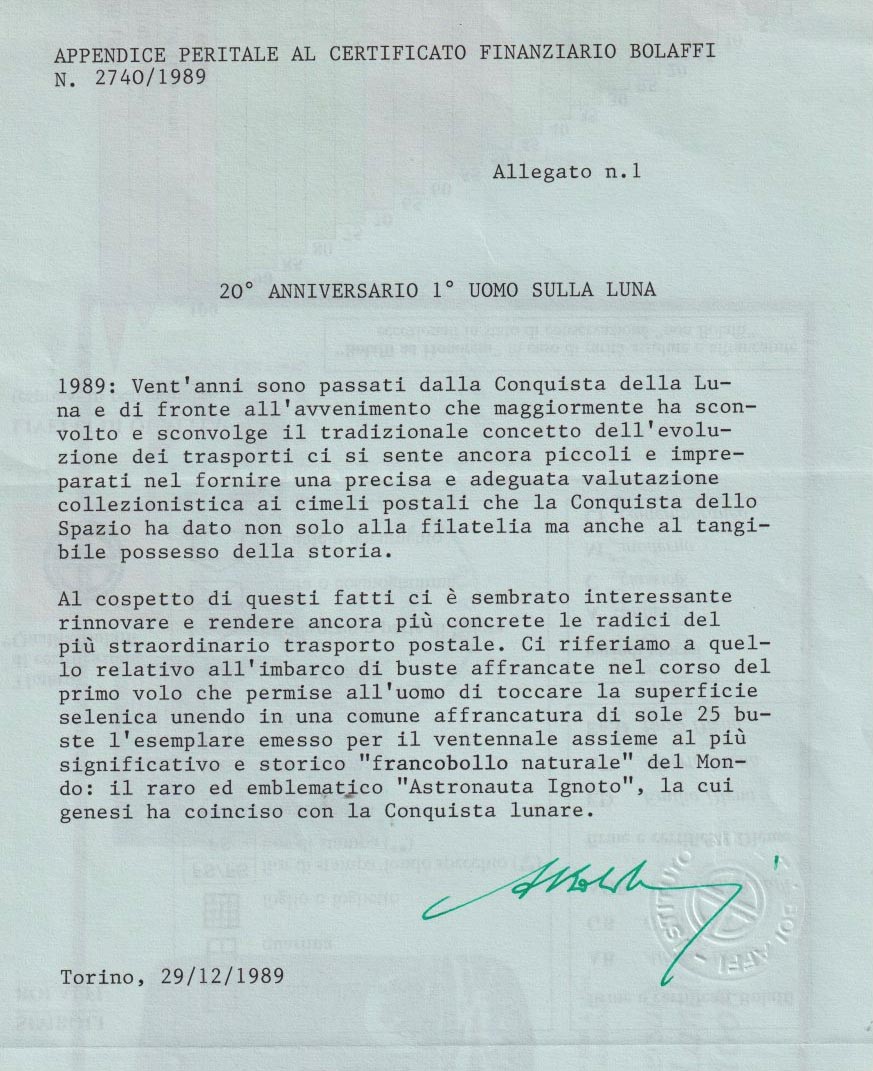 APPENDICE PERITALE AL CERTIFICATO FINANZIARIO BOLAFFI
N. 2740/1989
Allegato n.1
20° ANNIVERSARIO 1° UOMO SULLA LUNA
1989: Vent'anni sono passati dalla Conquista della Lu-
na e di fronte all'avvenimento che maggiormente ha scon-
volto e sconvolge il tradizionale concetto dell'evolu-
zione dei trasporti ci si sente ancora piccoli e impre-
parati nel fornire una precisa e adeguata valutazione
collezionistica ai cimeli postali che la Conquista dello
Spazio ha dato non solo alla filatelia ma anche al tangi-
bile possesso della storia.
Al cospetto di questi fatti ci è sembrato interessante
rinnovare e rendere ancora più concrete le radici del
più straordinario trasporto postale. Ci riferiamo a quel-
lo relativo all'imbarco di buste affrancate nel corso del
primo volo che permise all'uomo di toccare la superficie
selenica unendo in una comune affrancatura di sole 25 bu-
ste l'esemplare emesso per il ventennale assieme al più
significativo e storico "francobollo naturale" del Mon-
do: il raro ed emblematico "Astronauta Ignoto", la cui
genesi ha coinciso con la Conquista lunare.
ISTITUTO BOLAFFI
Torino, 29/12/1989